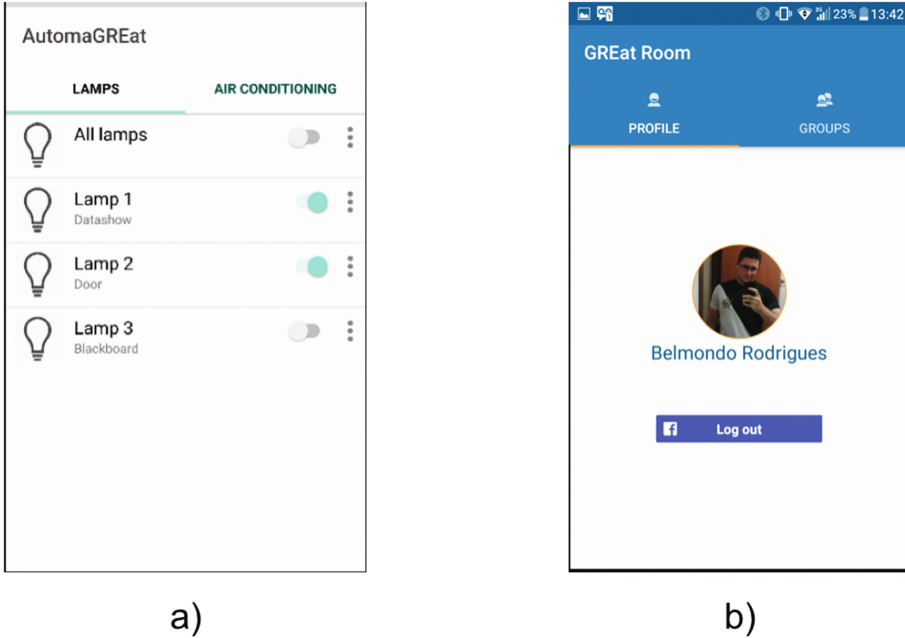 AutomaGREat
LAMPS AIR CONDITIONING
All lamps
Lamp 1
Datashow
Lamp 2
Door
Lamp 3
Blackboard
a)
23% 13:42
GREat Room
PROFILE GROUPS
Belmondo Rodrigues
Log out
b)